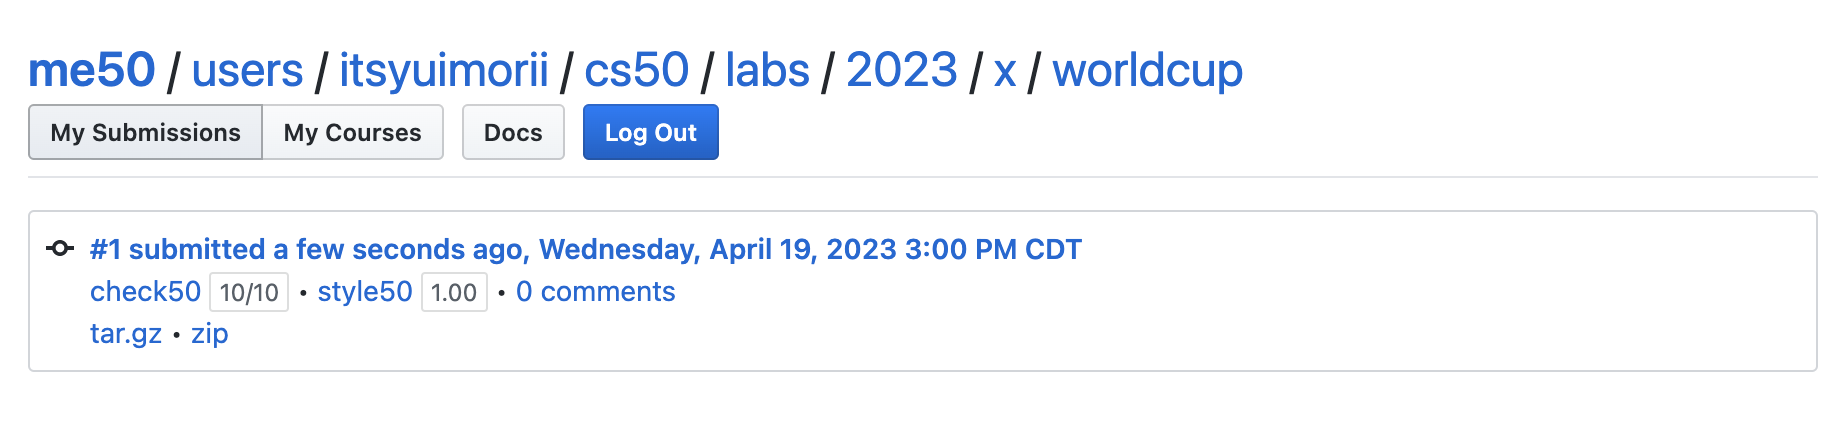 me50 / users / itsyuimorii / cs50 / labs / 2023 / x / worldcup
My Submissions My Courses Docs Log Out
#1 submitted a few seconds ago, Wednesday, April 19, 2023 3:00 PM CDT
check50 10/10 • style50 1.00 • 0 comments
tar.gz • zip